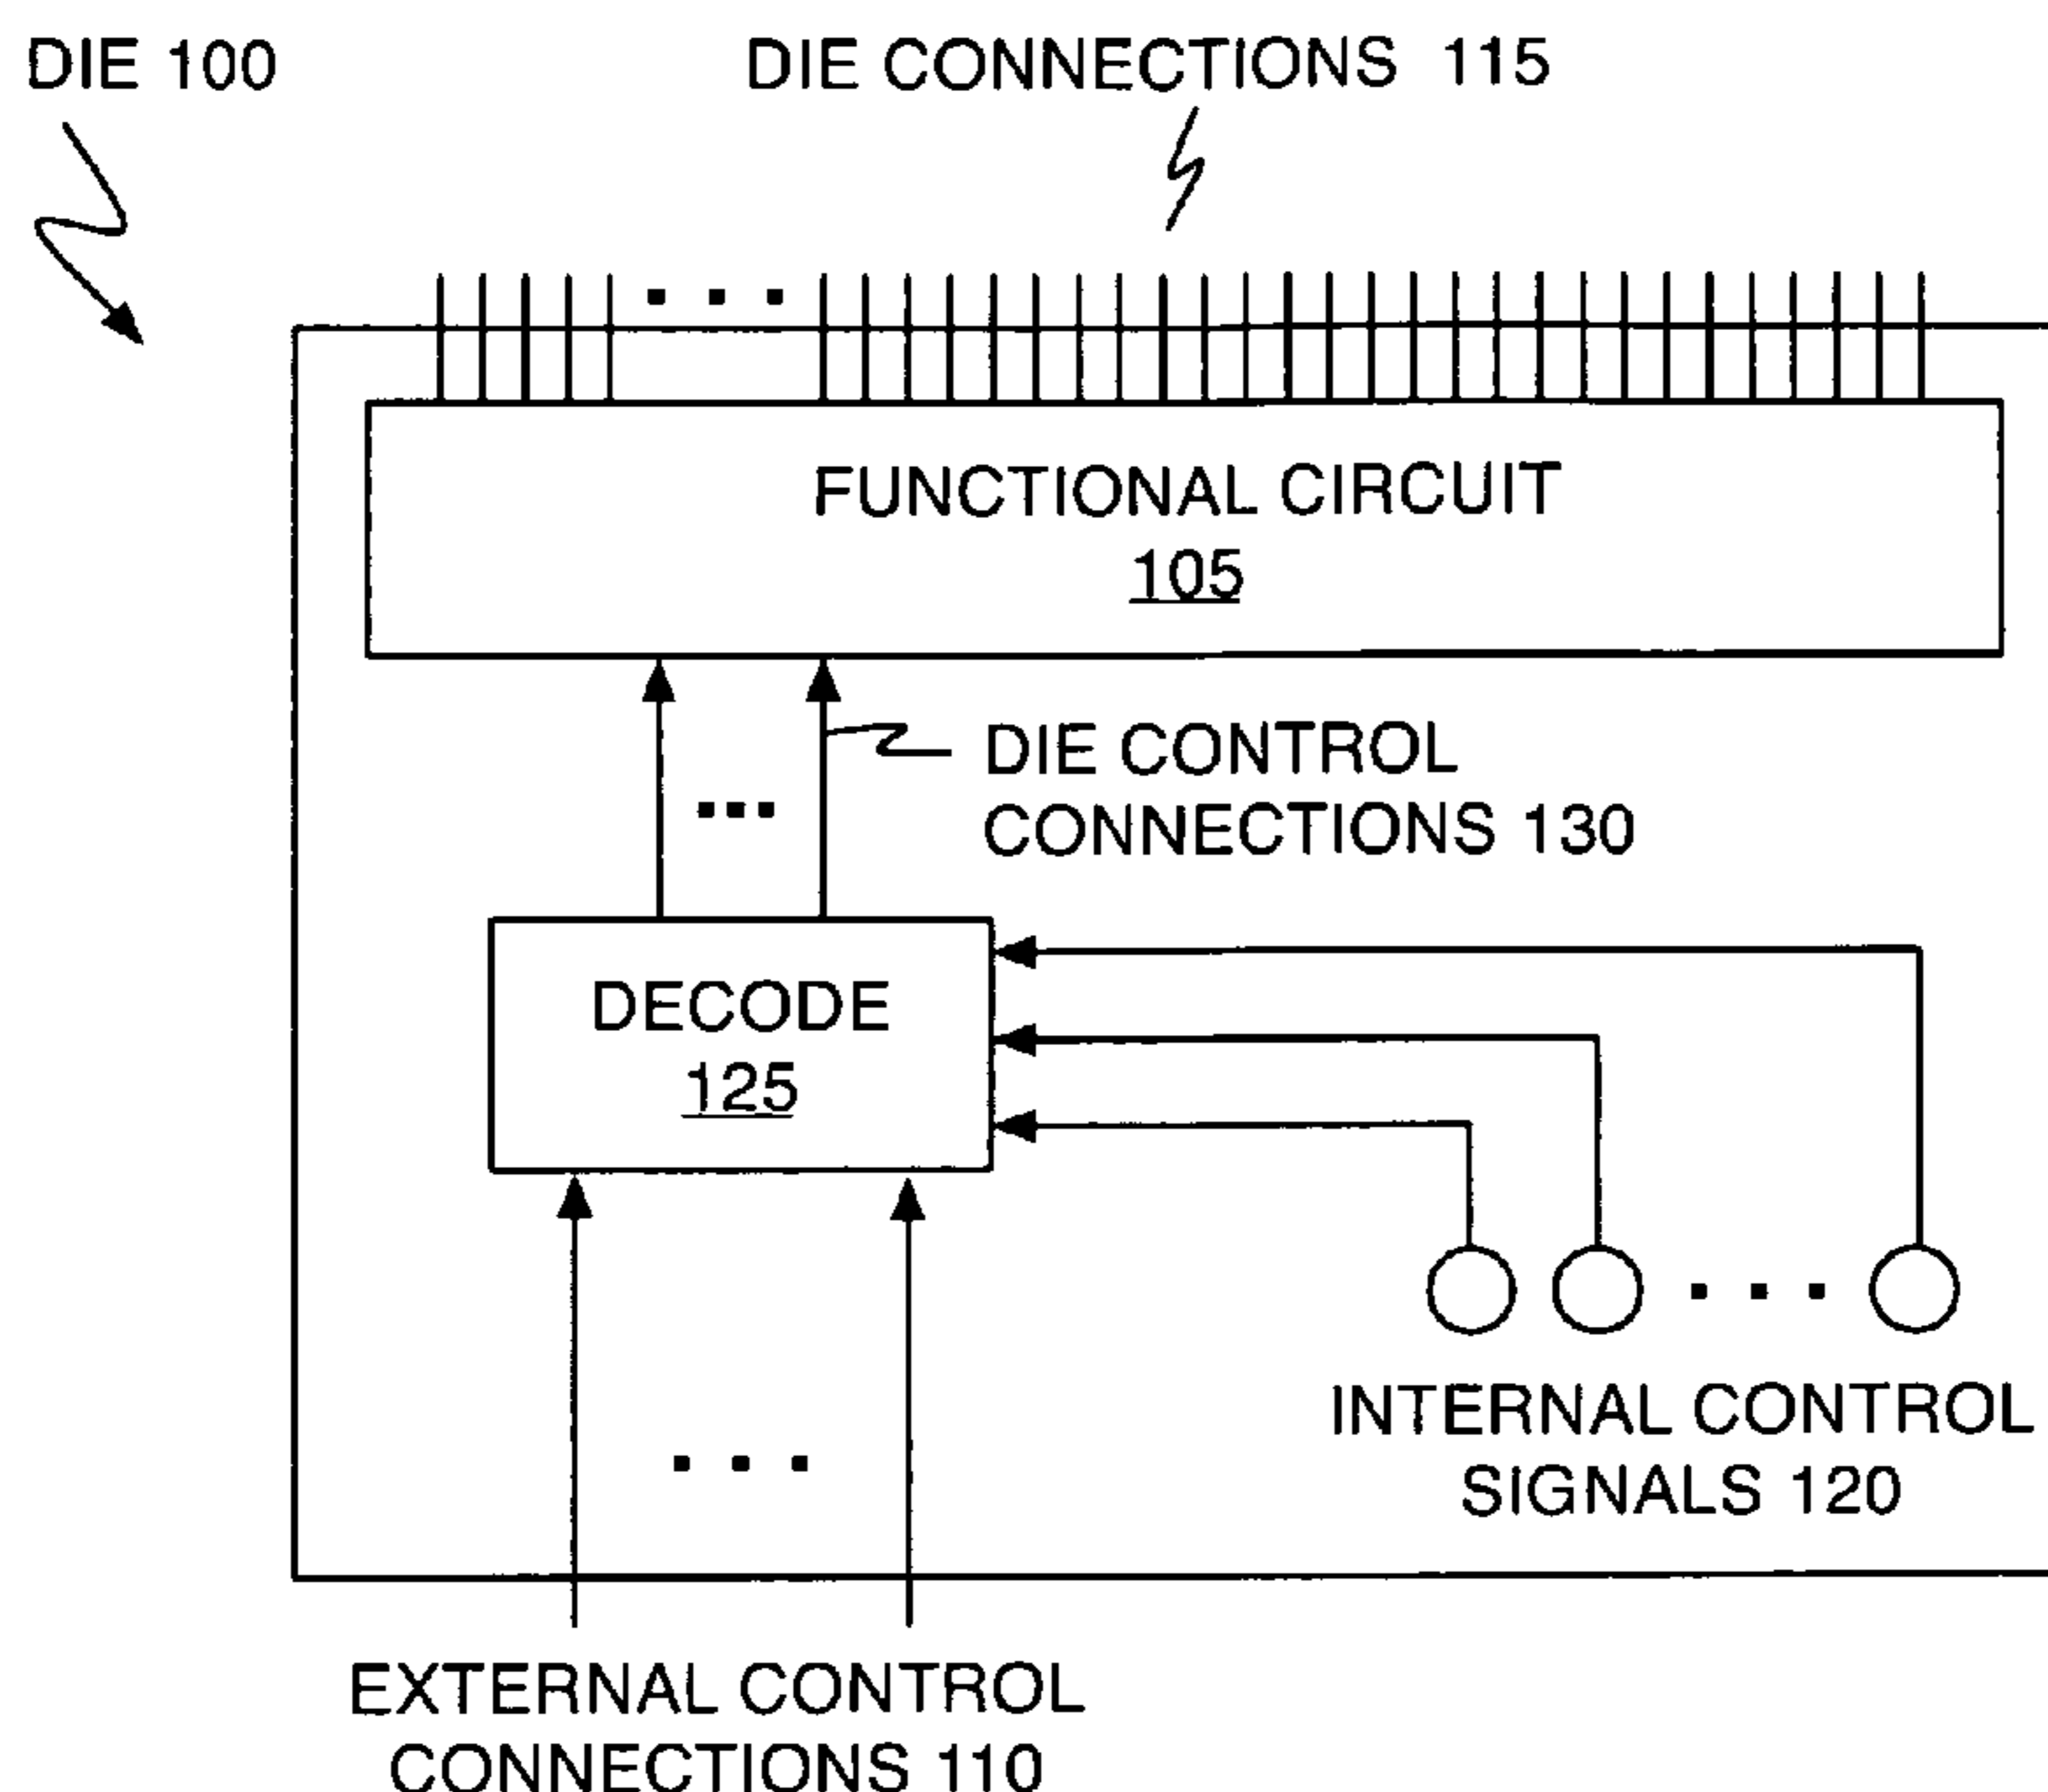 DIE 100
DIE CONNECTIONS 115
FUNCTIONAL CIRCUIT
105
DIE CONTROL
CONNECTIONS 130
DECODE
125
INTERNAL CONTROL
SIGNALS 120
EXTERNAL CONTROL
CONNECTIONS 110